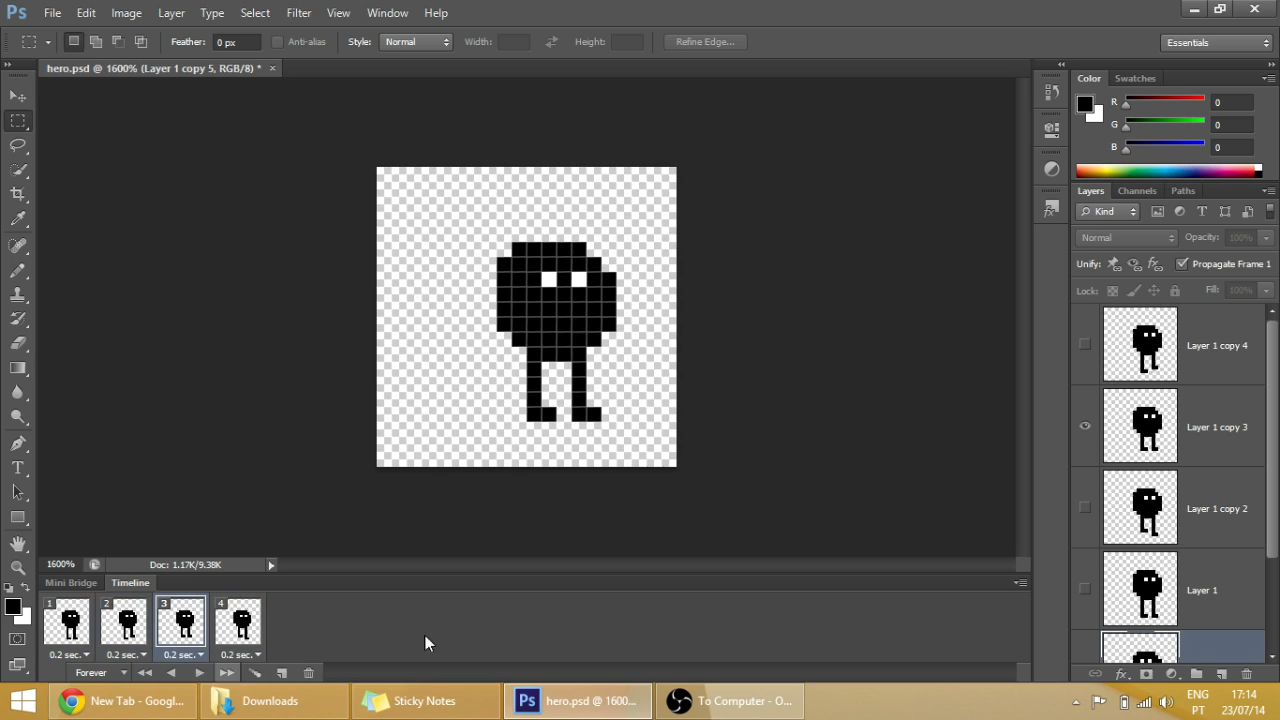 Ps File Edit Image Layer Type Select Filter View Window Help
Feather: 0 px Anti-alias Style: Normal Width: Height: Refine Edge... Essentials
hero.psd @ 1600% (Layer 1 copy 5, RGB/8) * ×
Color Swatches
R 0
G 0
B 0
Layers Channels Paths
Kind T
Normal Opacity: 100%
Unify: Propagate Frame 1
Lock: Fill: 100%
Layer 1 copy 4
Layer 1 copy 3
Layer 1 copy 2
Layer 1
1600% Doc: 1.17K/9.38K
Mini Bridge Timeline
1 2 3 4
0.2 sec. 0.2 sec. 0.2 sec. 0.2 sec.
Forever
New Tab - Googl... Downloads Sticky Notes Ps hero.psd @ 1600... To Computer - O...
ENG 17:14
PT 23/07/14